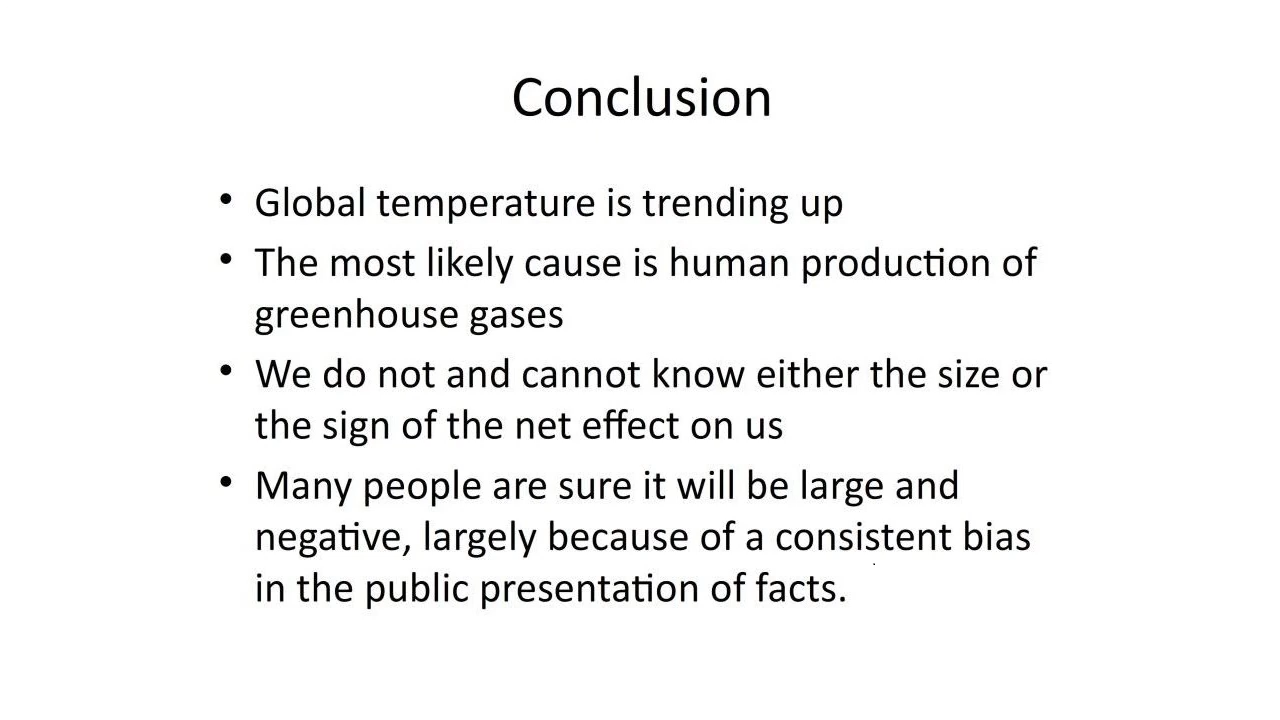 Conclusion
• Global temperature is trending up
• The most likely cause is human production of
greenhouse gases
• We do not and cannot know either the size or
the sign of the net effect on us
• Many people are sure it will be large and
negative, largely because of a consistent bias
in the public presentation of facts.